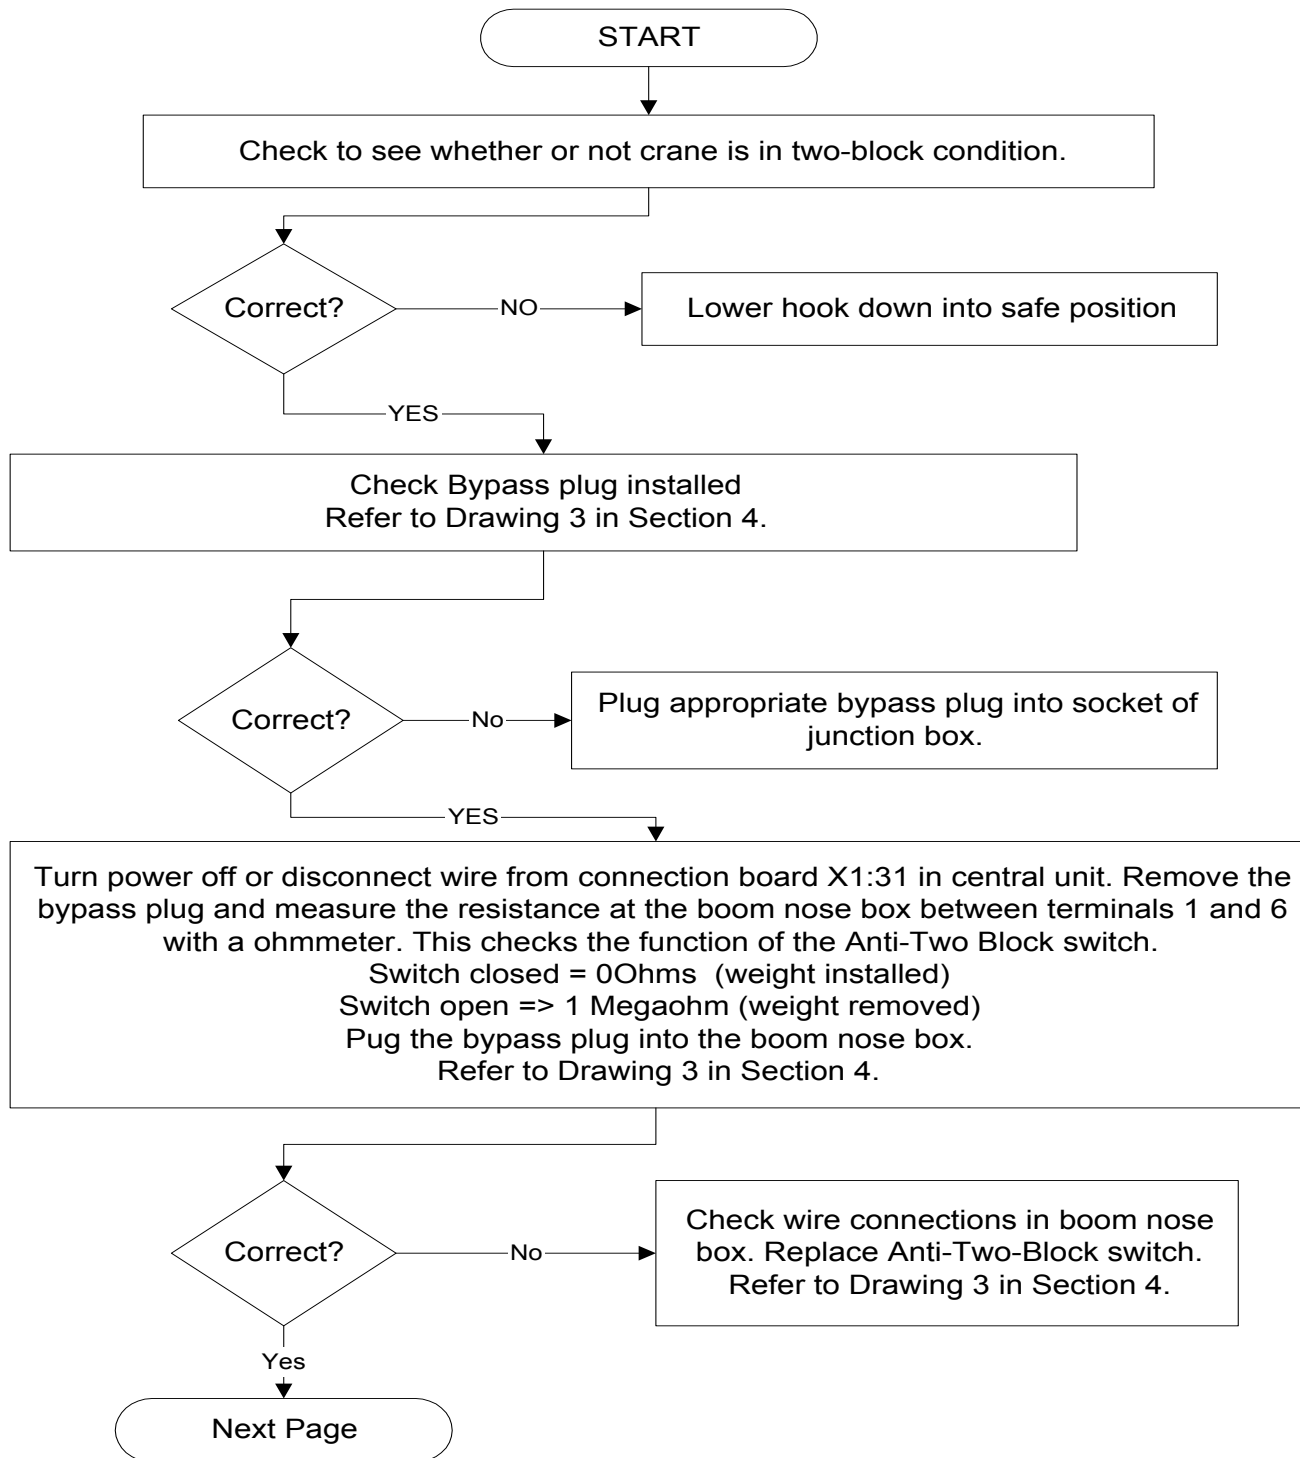 START
Check to see whether or not crane is in two-block condition.
Correct?
NO
Lower hook down into safe position
YES
Check Bypass plug installed
Refer to Drawing 3 in Section 4.
Correct?
No
Plug appropriate bypass plug into socket of
junction box.
YES
Turn power off or disconnect wire from connection board X1:31 in central unit. Remove the
bypass plug and measure the resistance at the boom nose box between terminals 1 and 6
with a ohmmeter. This checks the function of the Anti-Two Block switch.
Switch closed = 0Ohms  (weight installed)
Switch open => 1 Megaohm (weight removed)
Pug the bypass plug into the boom nose box.
Refer to Drawing 3 in Section 4.
Correct?
No
Check wire connections in boom nose
box. Replace Anti-Two-Block switch.
Refer to Drawing 3 in Section 4.
Yes
Next Page